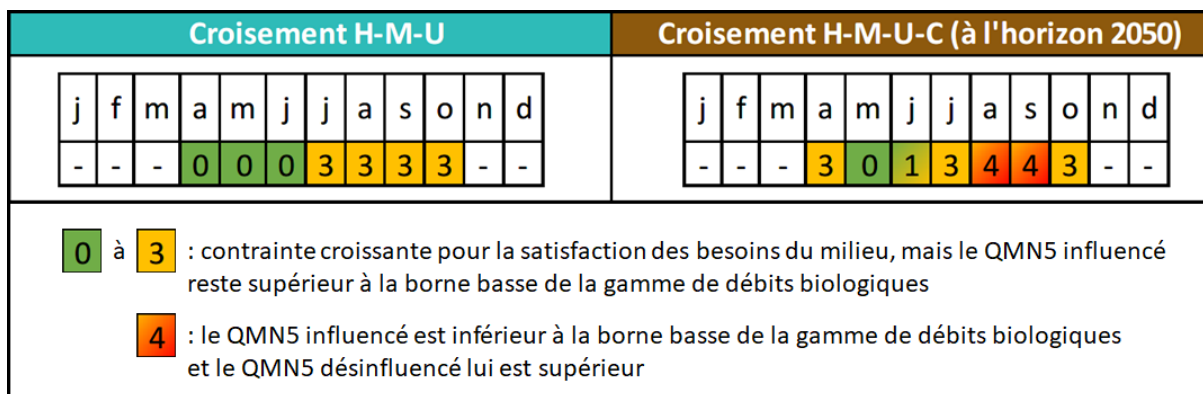 Croisement H-M-U
Croisement H-M-U-C (à l'horizon 2050)
j f m a m j j a s o n d
- - - 0 0 0 3 3 3 3 - -
j f m a m j j a s o n d
- - - 3 0 1 3 4 4 3 - -
0 à 3 : contrainte croissante pour la satisfaction des besoins du milieu, mais le QMN5 influencé
reste supérieur à la borne basse de la gamme de débits biologiques
4 : le QMN5 influencé est inférieur à la borne basse de la gamme de débits biologiques
et le QMN5 désinfluencé lui est supérieur